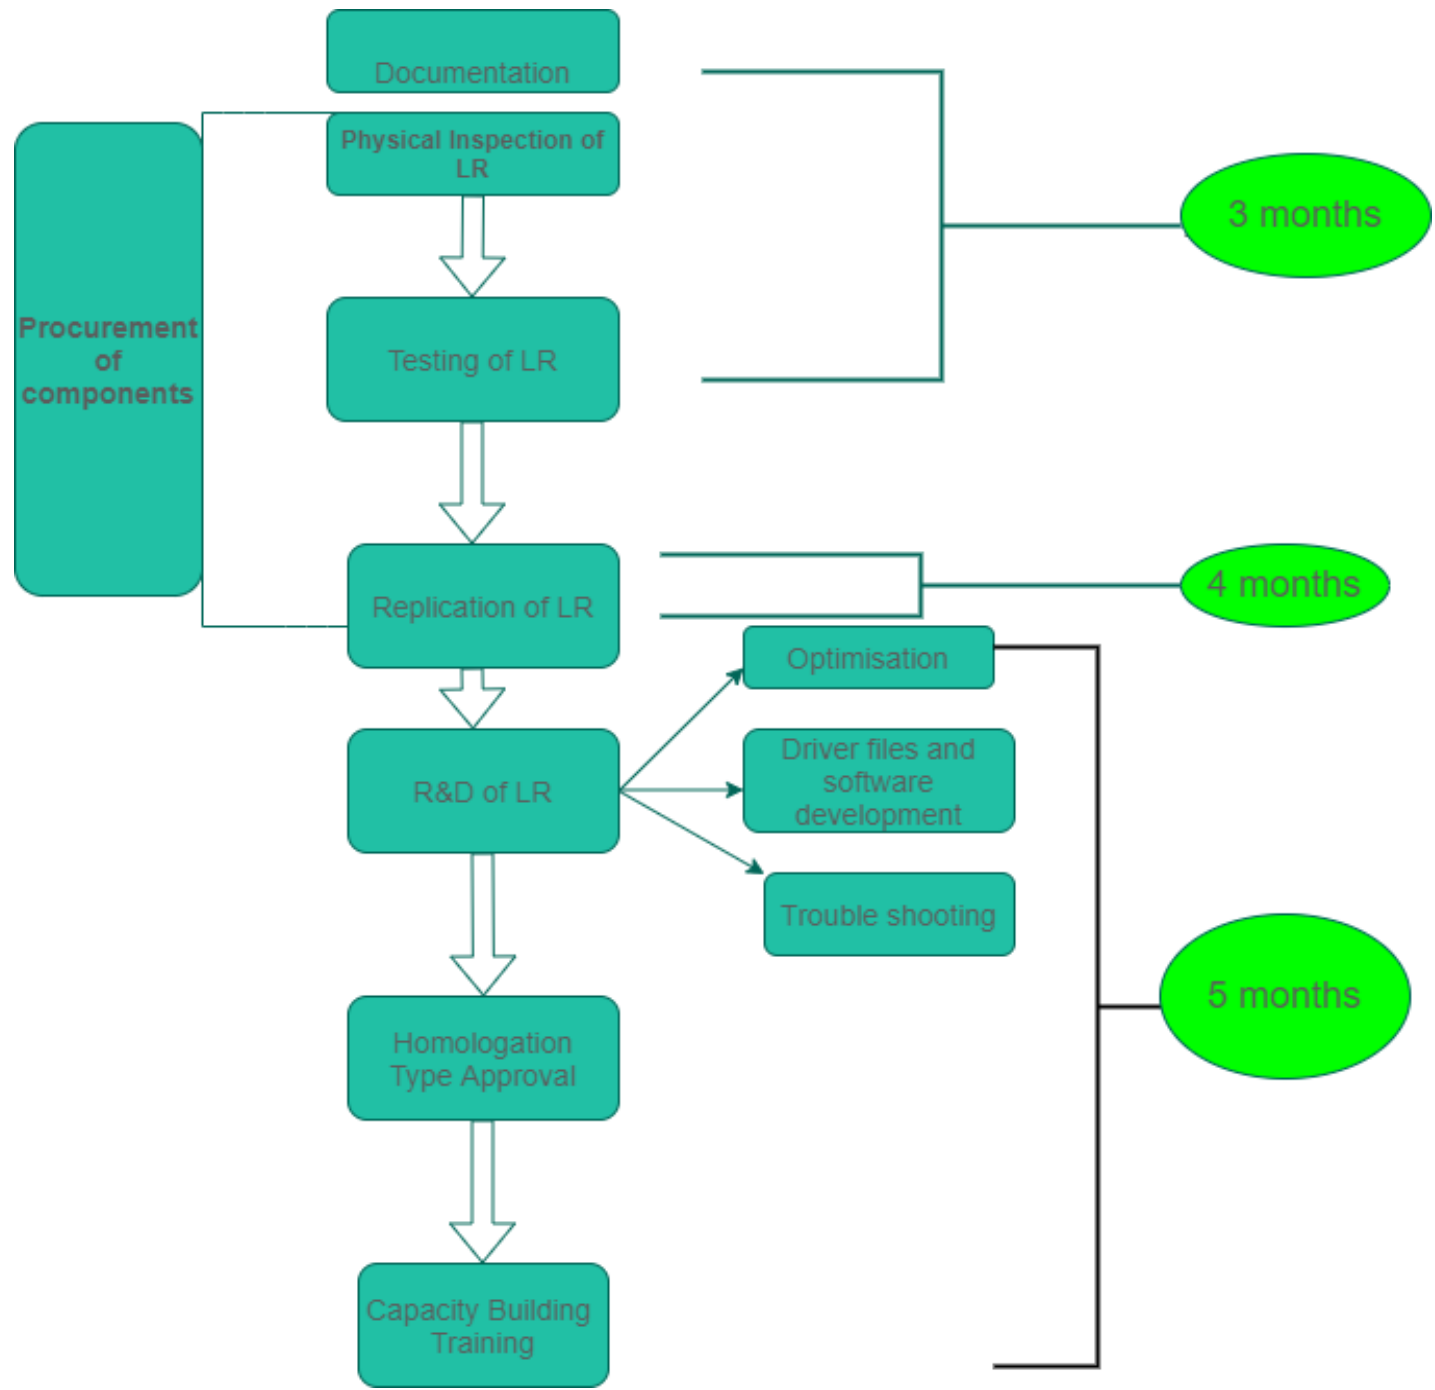 Documentation
Physical Inspection of
LR
3 months
Procurement
of
components
Testing of LR
4 months
Replication of LR
Optimisation
Driver files and
software
development
R&D of LR
Trouble shooting
5 months
Homologation
Type Approval
Capacity Building
Training